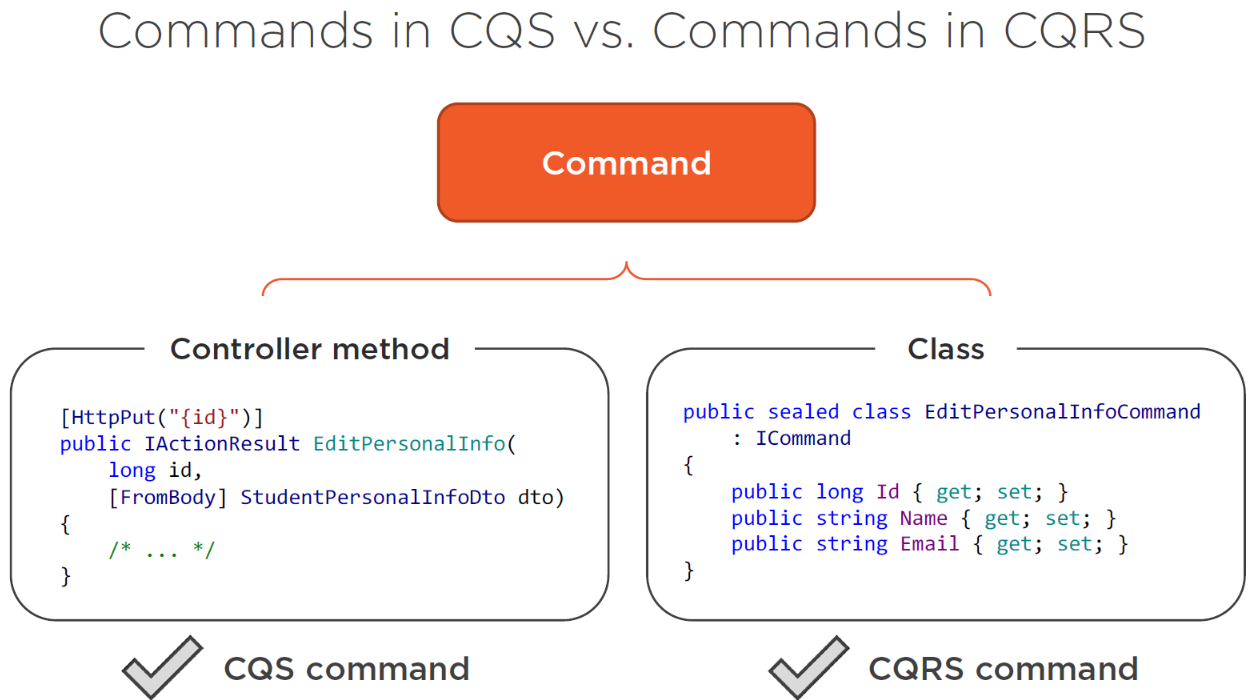 Commands in CQS vs. Commands in CQRS
Command
Controller method
[HttpPut("{id}")]
public IActionResult EditPersonalInfo(
    long id,
    [FromBody] StudentPersonalInfoDto dto)
{
    /* ... */
}
CQS command
Class
public sealed class EditPersonalInfoCommand
    : ICommand
{
    public long Id { get; set; }
    public string Name { get; set; }
    public string Email { get; set; }
}
CQRS command